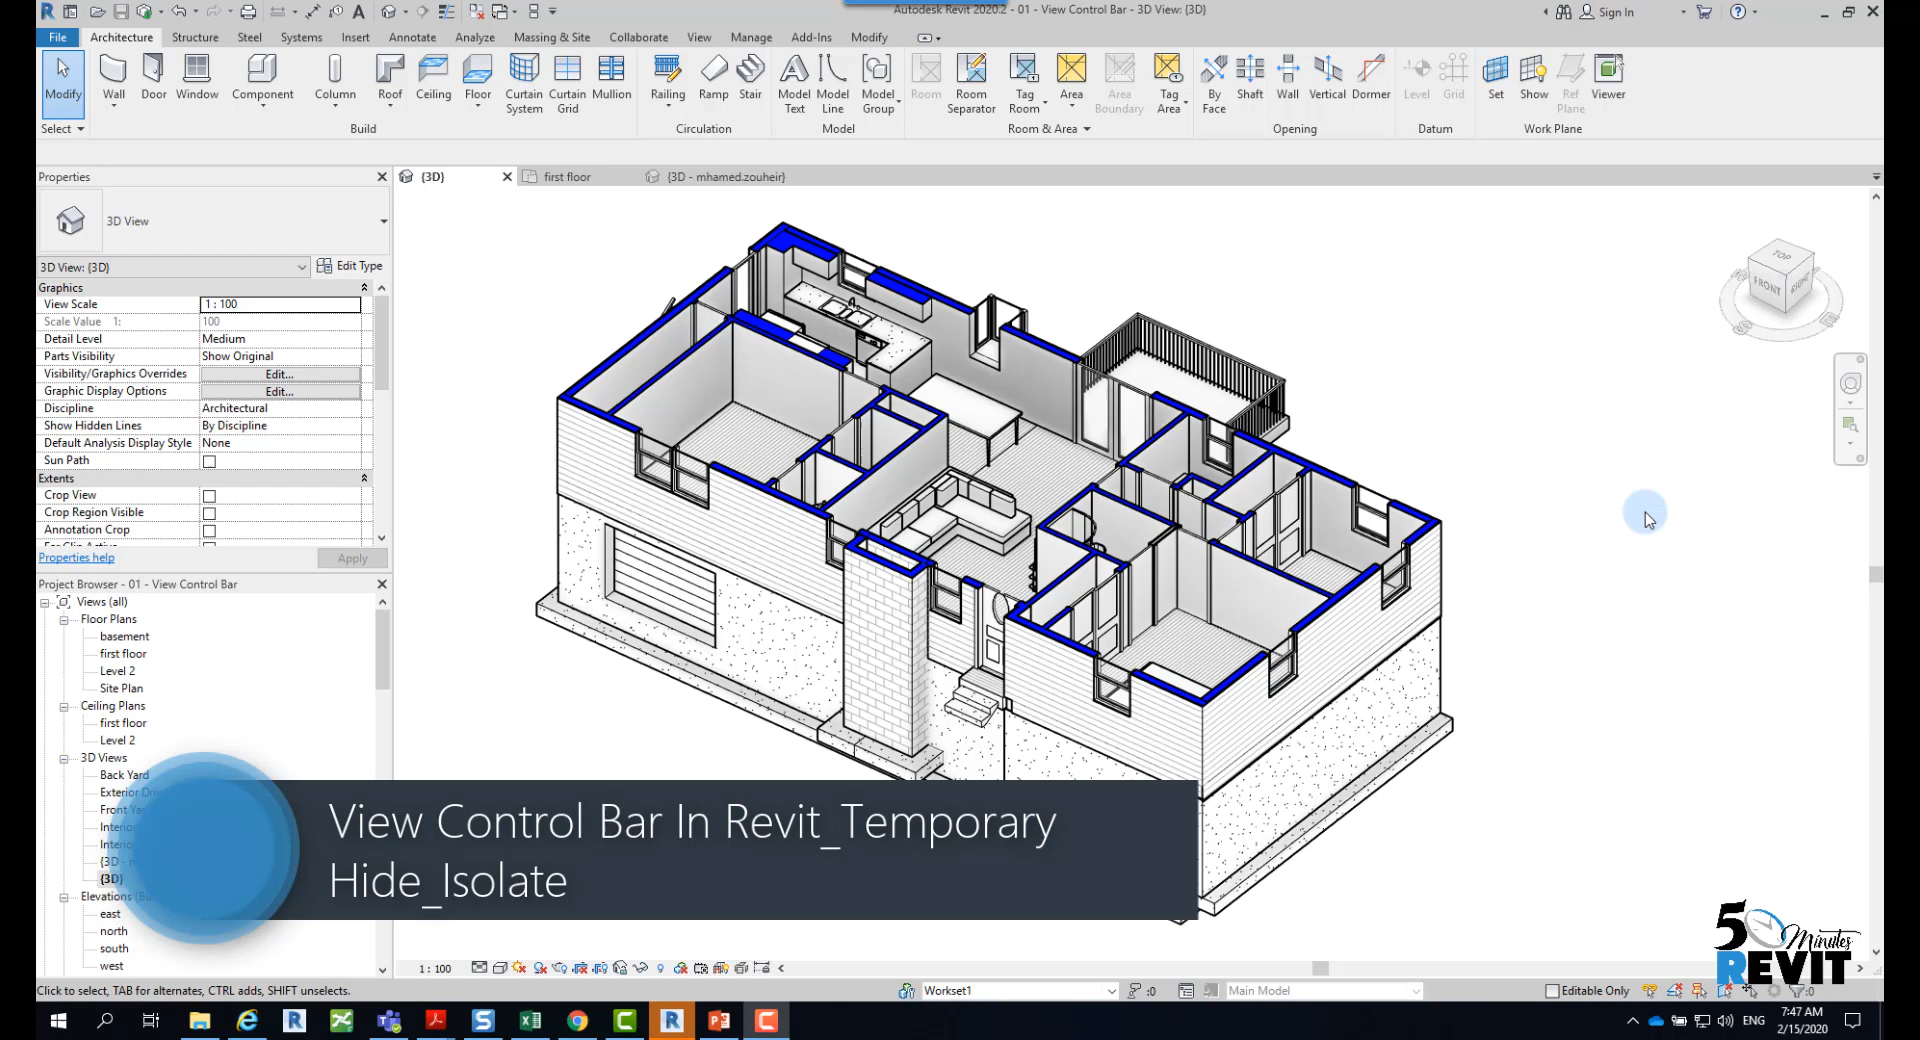 Autodesk Revit 2020.2 - 01 - View Control Bar - 3D View: {3D}
Sign In
File Architecture Structure Steel Systems Insert Annotate Analyze Massing & Site Collaborate View Manage Add-Ins Modify
Modify Wall Door Window Component Column Roof Ceiling Floor Curtain System Curtain Grid Mullion Railing Ramp Stair Model Text Model Line Model Group Room Room Separator Tag Room Area Area Boundary Tag Area By Face Shaft Wall Vertical Dormer Level Grid Set Show Ref Plane Viewer
Select Build Circulation Model Room & Area Opening Datum Work Plane
Properties
{3D} first floor {3D - mhamed.zouheir}
3D View
3D View: {3D} Edit Type
Graphics
View Scale 1 : 100
Scale Value 1: 100
Detail Level Medium
Parts Visibility Show Original
Visibility/Graphics Overrides Edit...
Graphic Display Options Edit...
Discipline Architectural
Show Hidden Lines By Discipline
Default Analysis Display Style None
Sun Path
Extents
Crop View
Crop Region Visible
Annotation Crop
Properties help Apply
TOP
FRONT
RIGHT
Project Browser - 01 - View Control Bar
Views (all)
Floor Plans
basement
first floor
Level 2
Site Plan
Ceiling Plans
first floor
Level 2
3D Views
Back Yard
Exterior
Front
{3D}
Elevations
east
north
south
west
View Control Bar In Revit_Temporary
Hide_Isolate
5 Minutes
REVIT
1 : 100
Click to select, TAB for alternates, CTRL adds, SHIFT unselects.
Workset1 :0 Main Model Editable Only :0
ENG
7:47 AM
2/15/2020